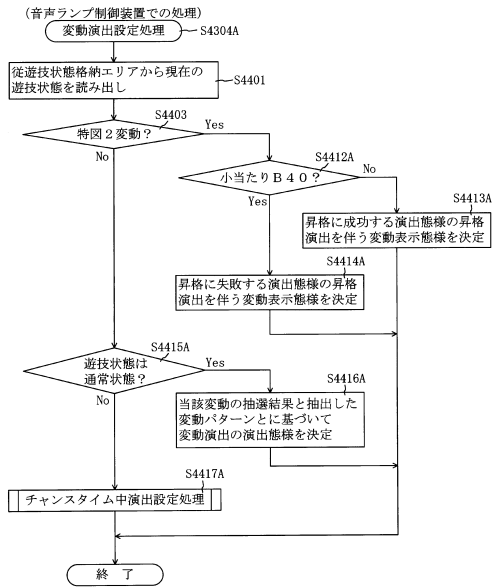 (音声ランプ制御装置での処理)
変動演出設定処理
S4304A
従遊技状態格納エリアから現在の
遊技状態を読み出し
S4401
S4403
特図2変動?
Yes
No
S4412A
小当たりB40?
No
Yes
S4413A
昇格に成功する演出態様の昇格
演出を伴う変動表示態様を決定
S4414A
昇格に失敗する演出態様の昇格
演出を伴う変動表示態様を決定
S4415A
遊技状態は
通常状態?
Yes
No
S4416A
当該変動の抽選結果と抽出した
変動パターンとに基づいて
変動演出の演出態様を決定
S4417A
チャンスタイム中演出設定処理
終 了